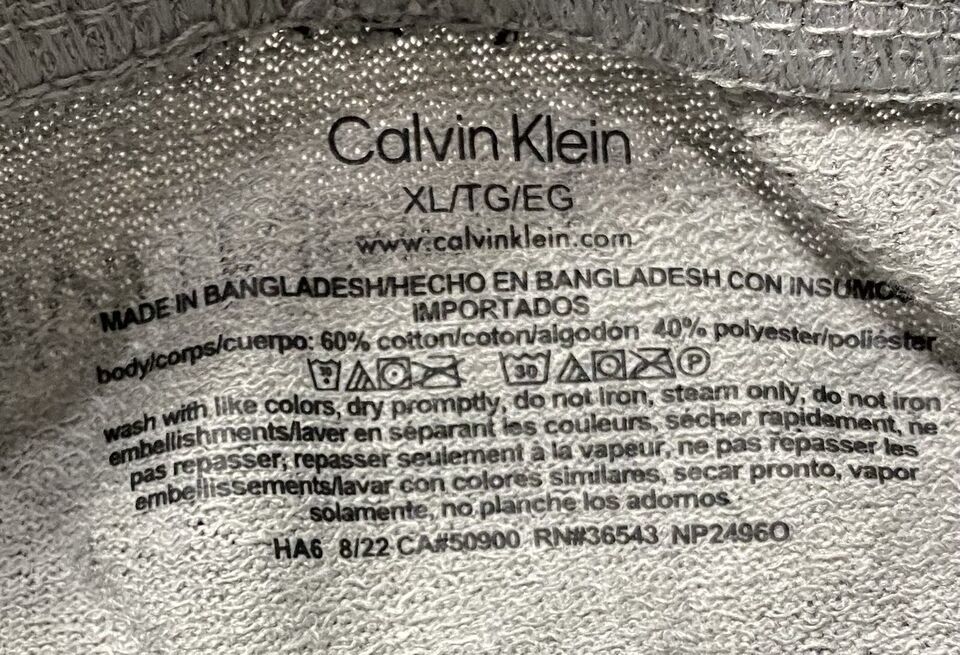 Calvin Klein
XL/TG/EG
www.calvinklein.com
MADE IN BANGLADESH/HECHO EN BANGLADESH CON INSUMOS
IMPORTADOS
body/corps/cuerpo: 60% cotton/coton/algodón 40% polyester/poliéster
30 30 P
wash with like colors, dry promptly, do not iron, steam only, do not iron
embellishments/laver en séparant les couleurs, sécher rapidement, ne
pas repasser, repasser seulement à la vapeur, ne pas repasser les
embellissements/lavar con colores similares, secar pronto, vapor
solamente, no planche los adornos
HA6 8/22 CA#50900 RN#36543 NP2496O